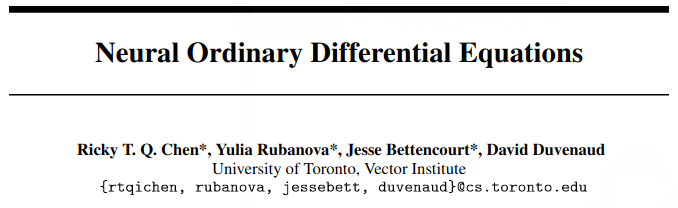 Neural Ordinary Differential Equations
Ricky T. Q. Chen*, Yulia Rubanova*, Jesse Bettencourt*, David Duvenaud
University of Toronto, Vector Institute
{rtqichen, rubanova, jessebett, duvenaud}@cs.toronto.edu